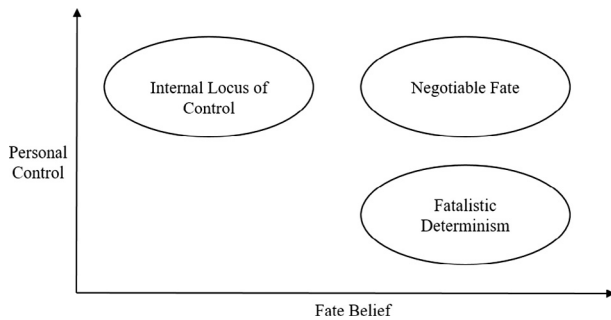 Internal Locus of
Control
Negotiable Fate
Personal
Control
Fatalistic
Determinism
Fate Belief